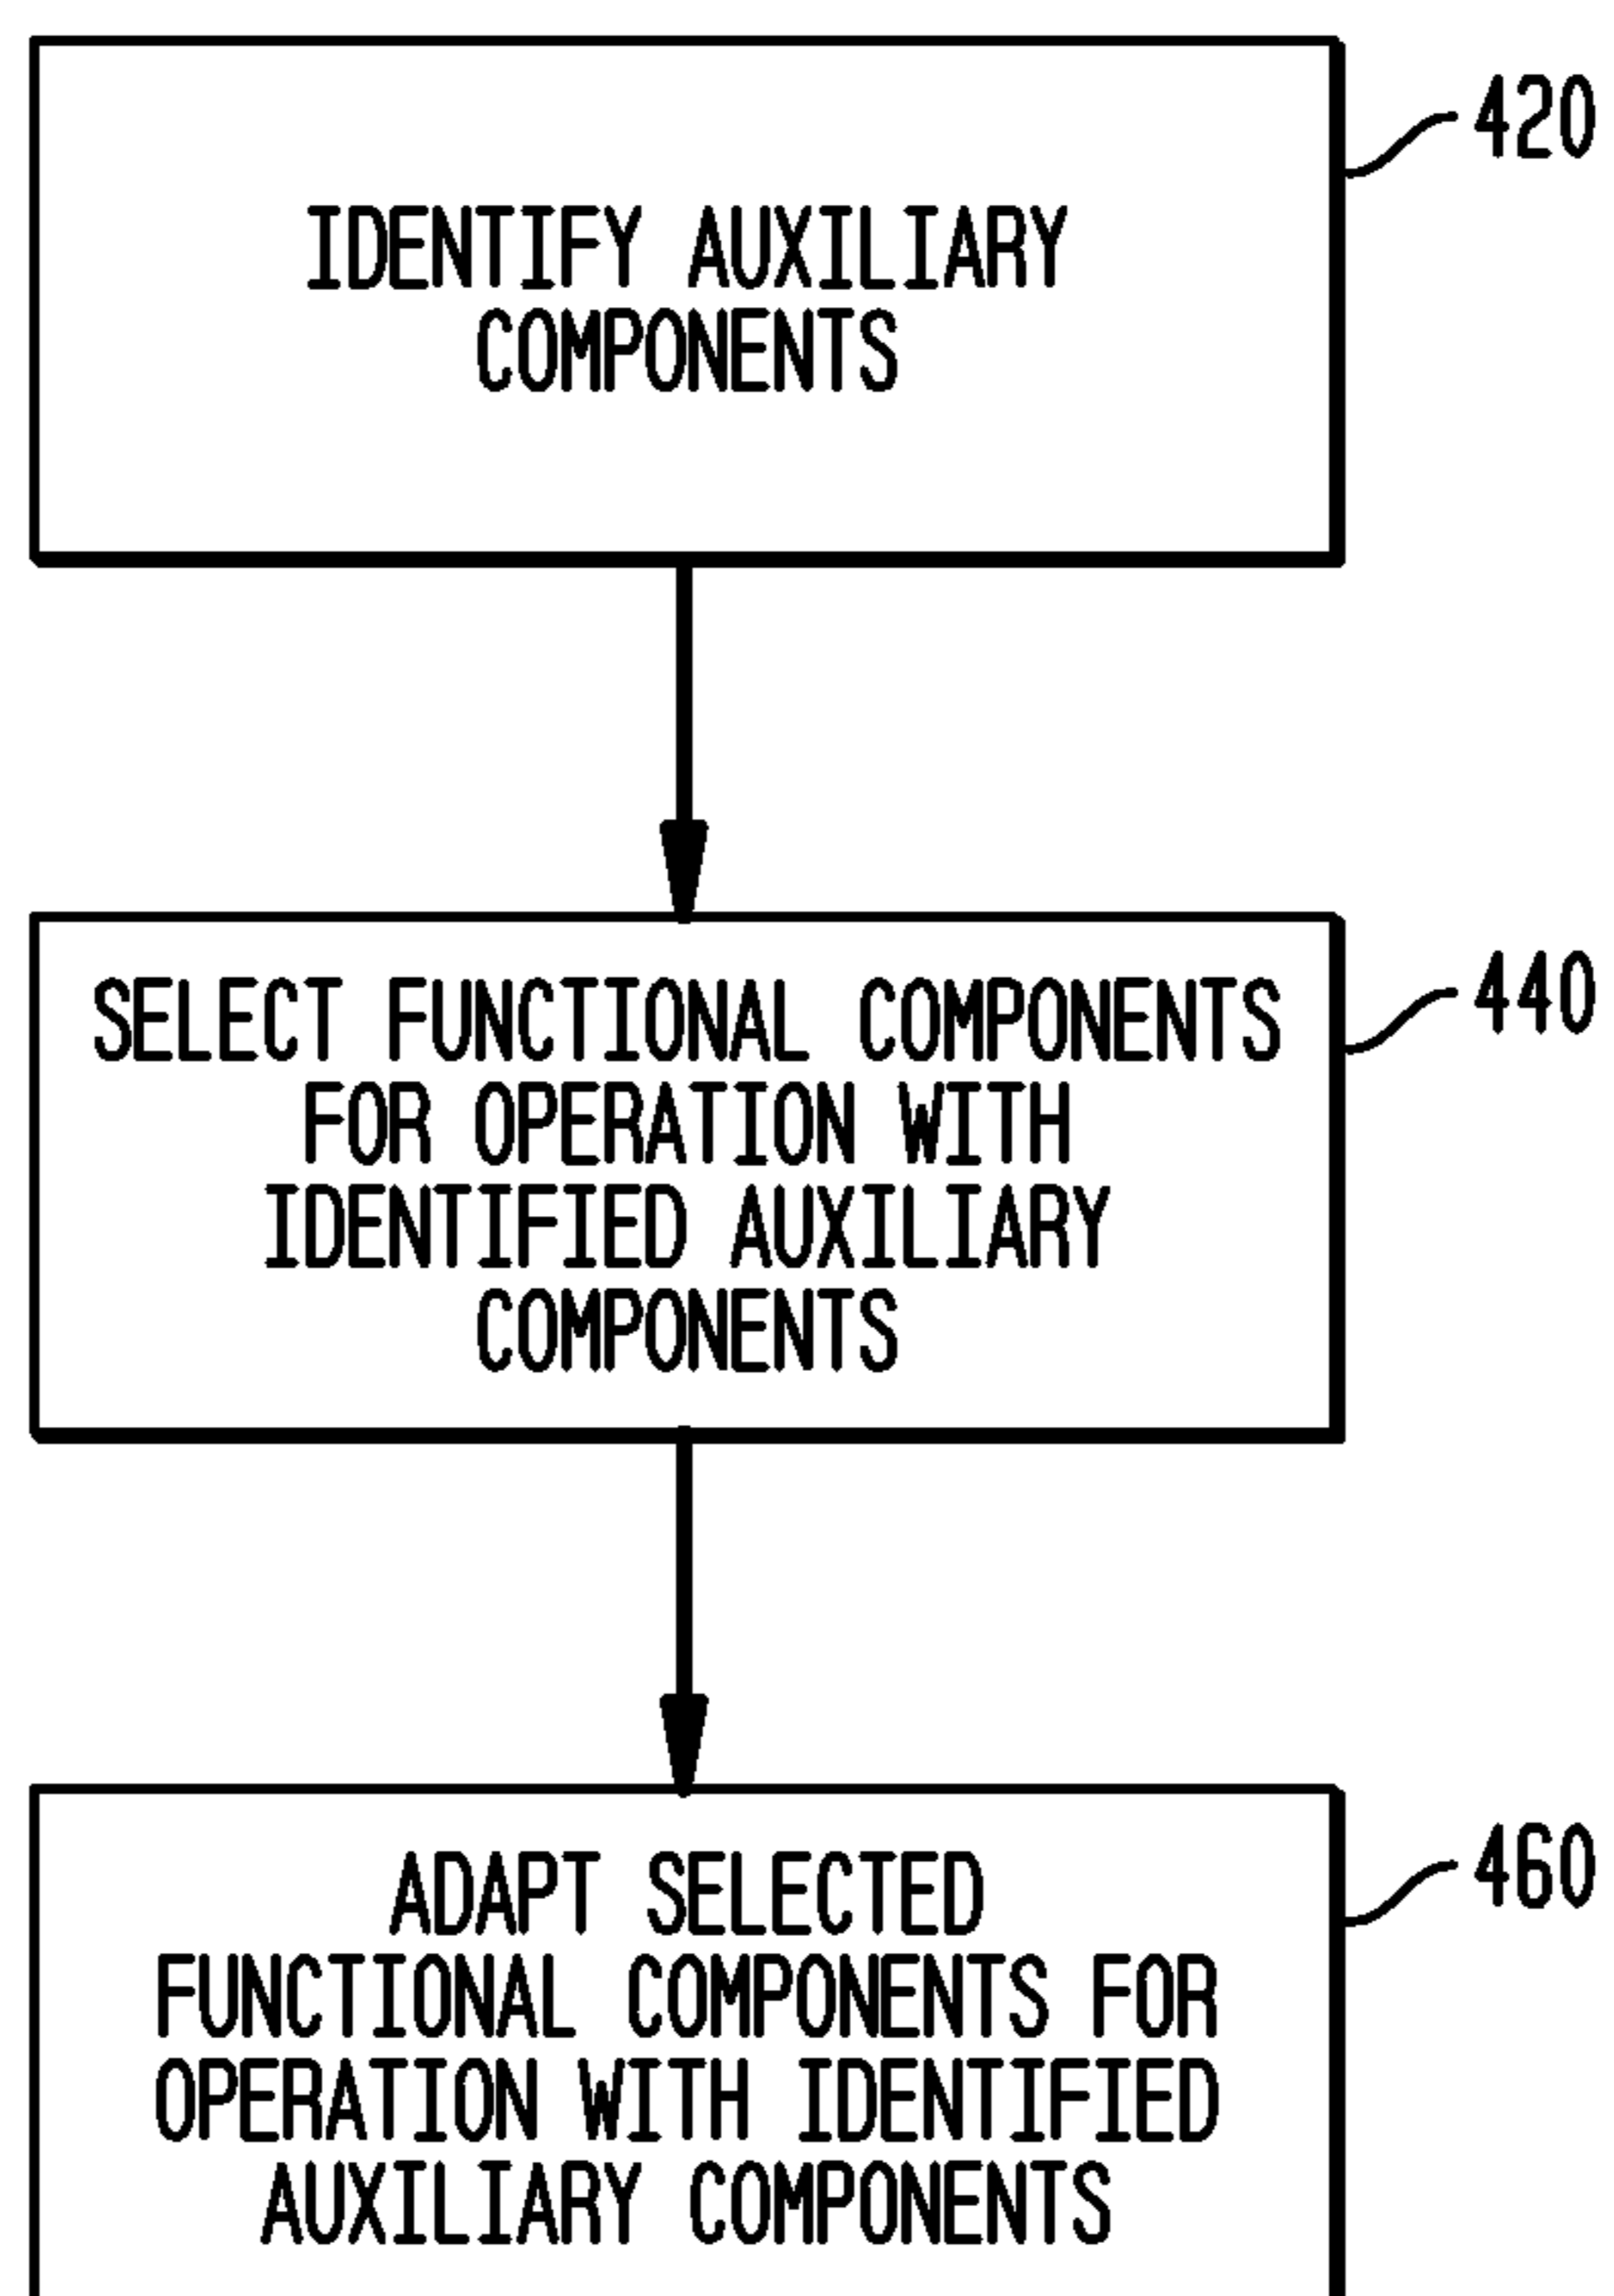 420
IDENTIFY AUXILIARY
COMPONENTS
440
SELECT FUNCTIONAL COMPONENTS
FOR OPERATION WITH
IDENTIFIED AUXILIARY
COMPONENTS
460
ADAPT SELECTED
FUNCTIONAL COMPONENTS FOR
OPERATION WITH IDENTIFIED
AUXILIARY COMPONENTS